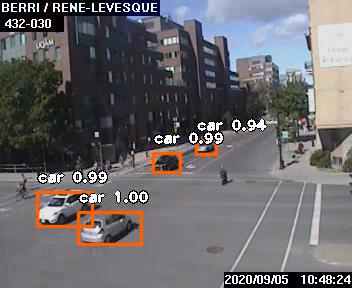 BERRI / RENE-LEVESQUE
432-030
UQAM
car 0.94
car 0.99
car 0.99
car 1.00
2020/09/05 10:48:24